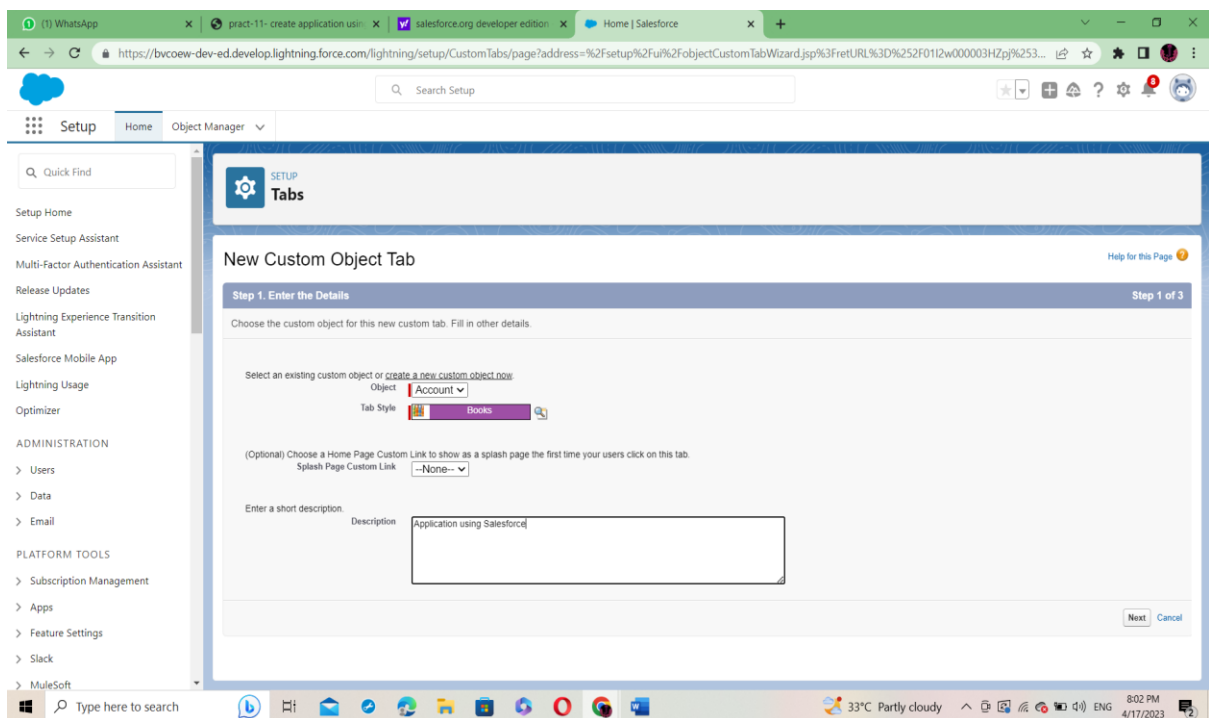 (1) WhatsApp
pract-11- create application usin
salesforce.org developer edition
Home | Salesforce
https://bvcoew-dev-ed.develop.lightning.force.com/lightning/setup/CustomTabs/page?address=%2Fsetup%2Fui%2FobjectCustomTabWizard.jsp%3FretURL%3D%252F01I2w000003HZpj%253...
Search Setup
8
Setup
Home
Object Manager
Quick Find
Setup Home
Service Setup Assistant
Multi-Factor Authentication Assistant
Release Updates
Lightning Experience Transition
Assistant
Salesforce Mobile App
Lightning Usage
Optimizer
ADMINISTRATION
Users
Data
Email
PLATFORM TOOLS
Subscription Management
Apps
Feature Settings
Slack
MuleSoft
SETUP
Tabs
New Custom Object Tab
Help for this Page
Step 1. Enter the Details
Step 1 of 3
Choose the custom object for this new custom tab. Fill in other details.
Select an existing custom object or create a new custom object now.
Object Account
Tab Style Books
(Optional) Choose a Home Page Custom Link to show as a splash page the first time your users click on this tab.
Splash Page Custom Link --None--
Enter a short description.
Description Application using Salesforce
Next Cancel
Type here to search
33°C Partly cloudy
ENG
8:02 PM
4/17/2023
2